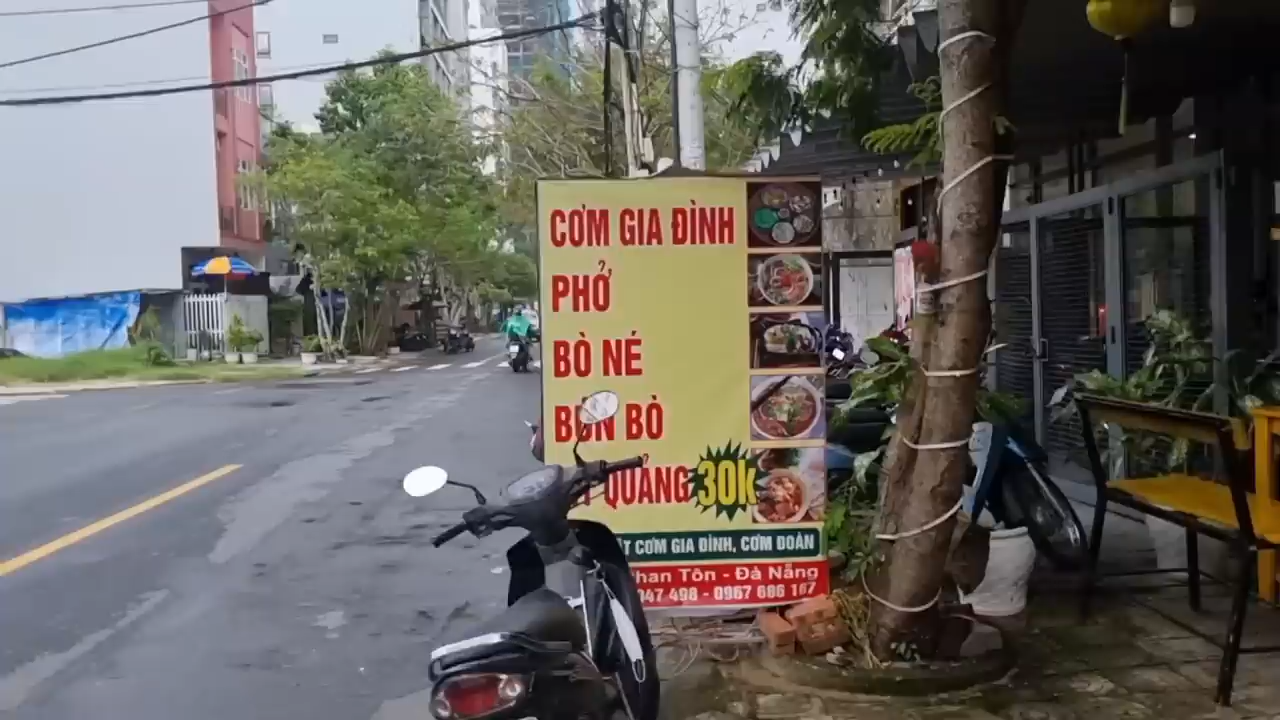 CƠM GIA ĐÌNH
PHỞ
BÒ NÉ
BÚN BÒ
QUẢNG 30k
CƠM GIA ĐÌNH, CƠM ĐOÀN
Tôn - Đà Nẵng
047 498 - 0967 686 167